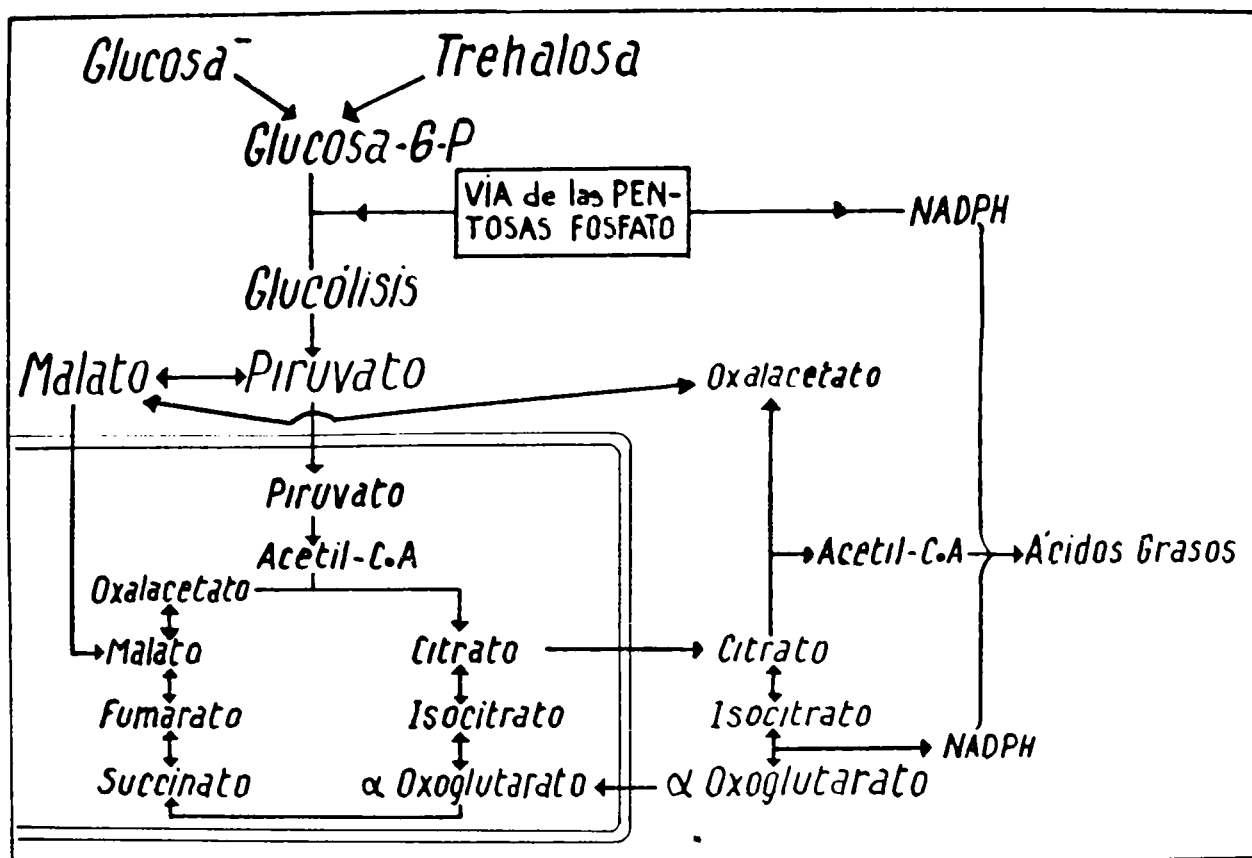 Glucosa Trehalosa
Glucosa-6-P
VÍA de las PEN-
TOSAS FOSFATO
NADPH
Glucólisis
Malato Piruvato Oxalacetato
Piruvato
Acetil-C.A
Oxalacetato
Acetil-C.A Ácidos Grasos
Malato Citrato Citrato
Fumarato Isocitrato Isocitrato
NADPH
Succinato α Oxoglutarato α Oxoglutarato